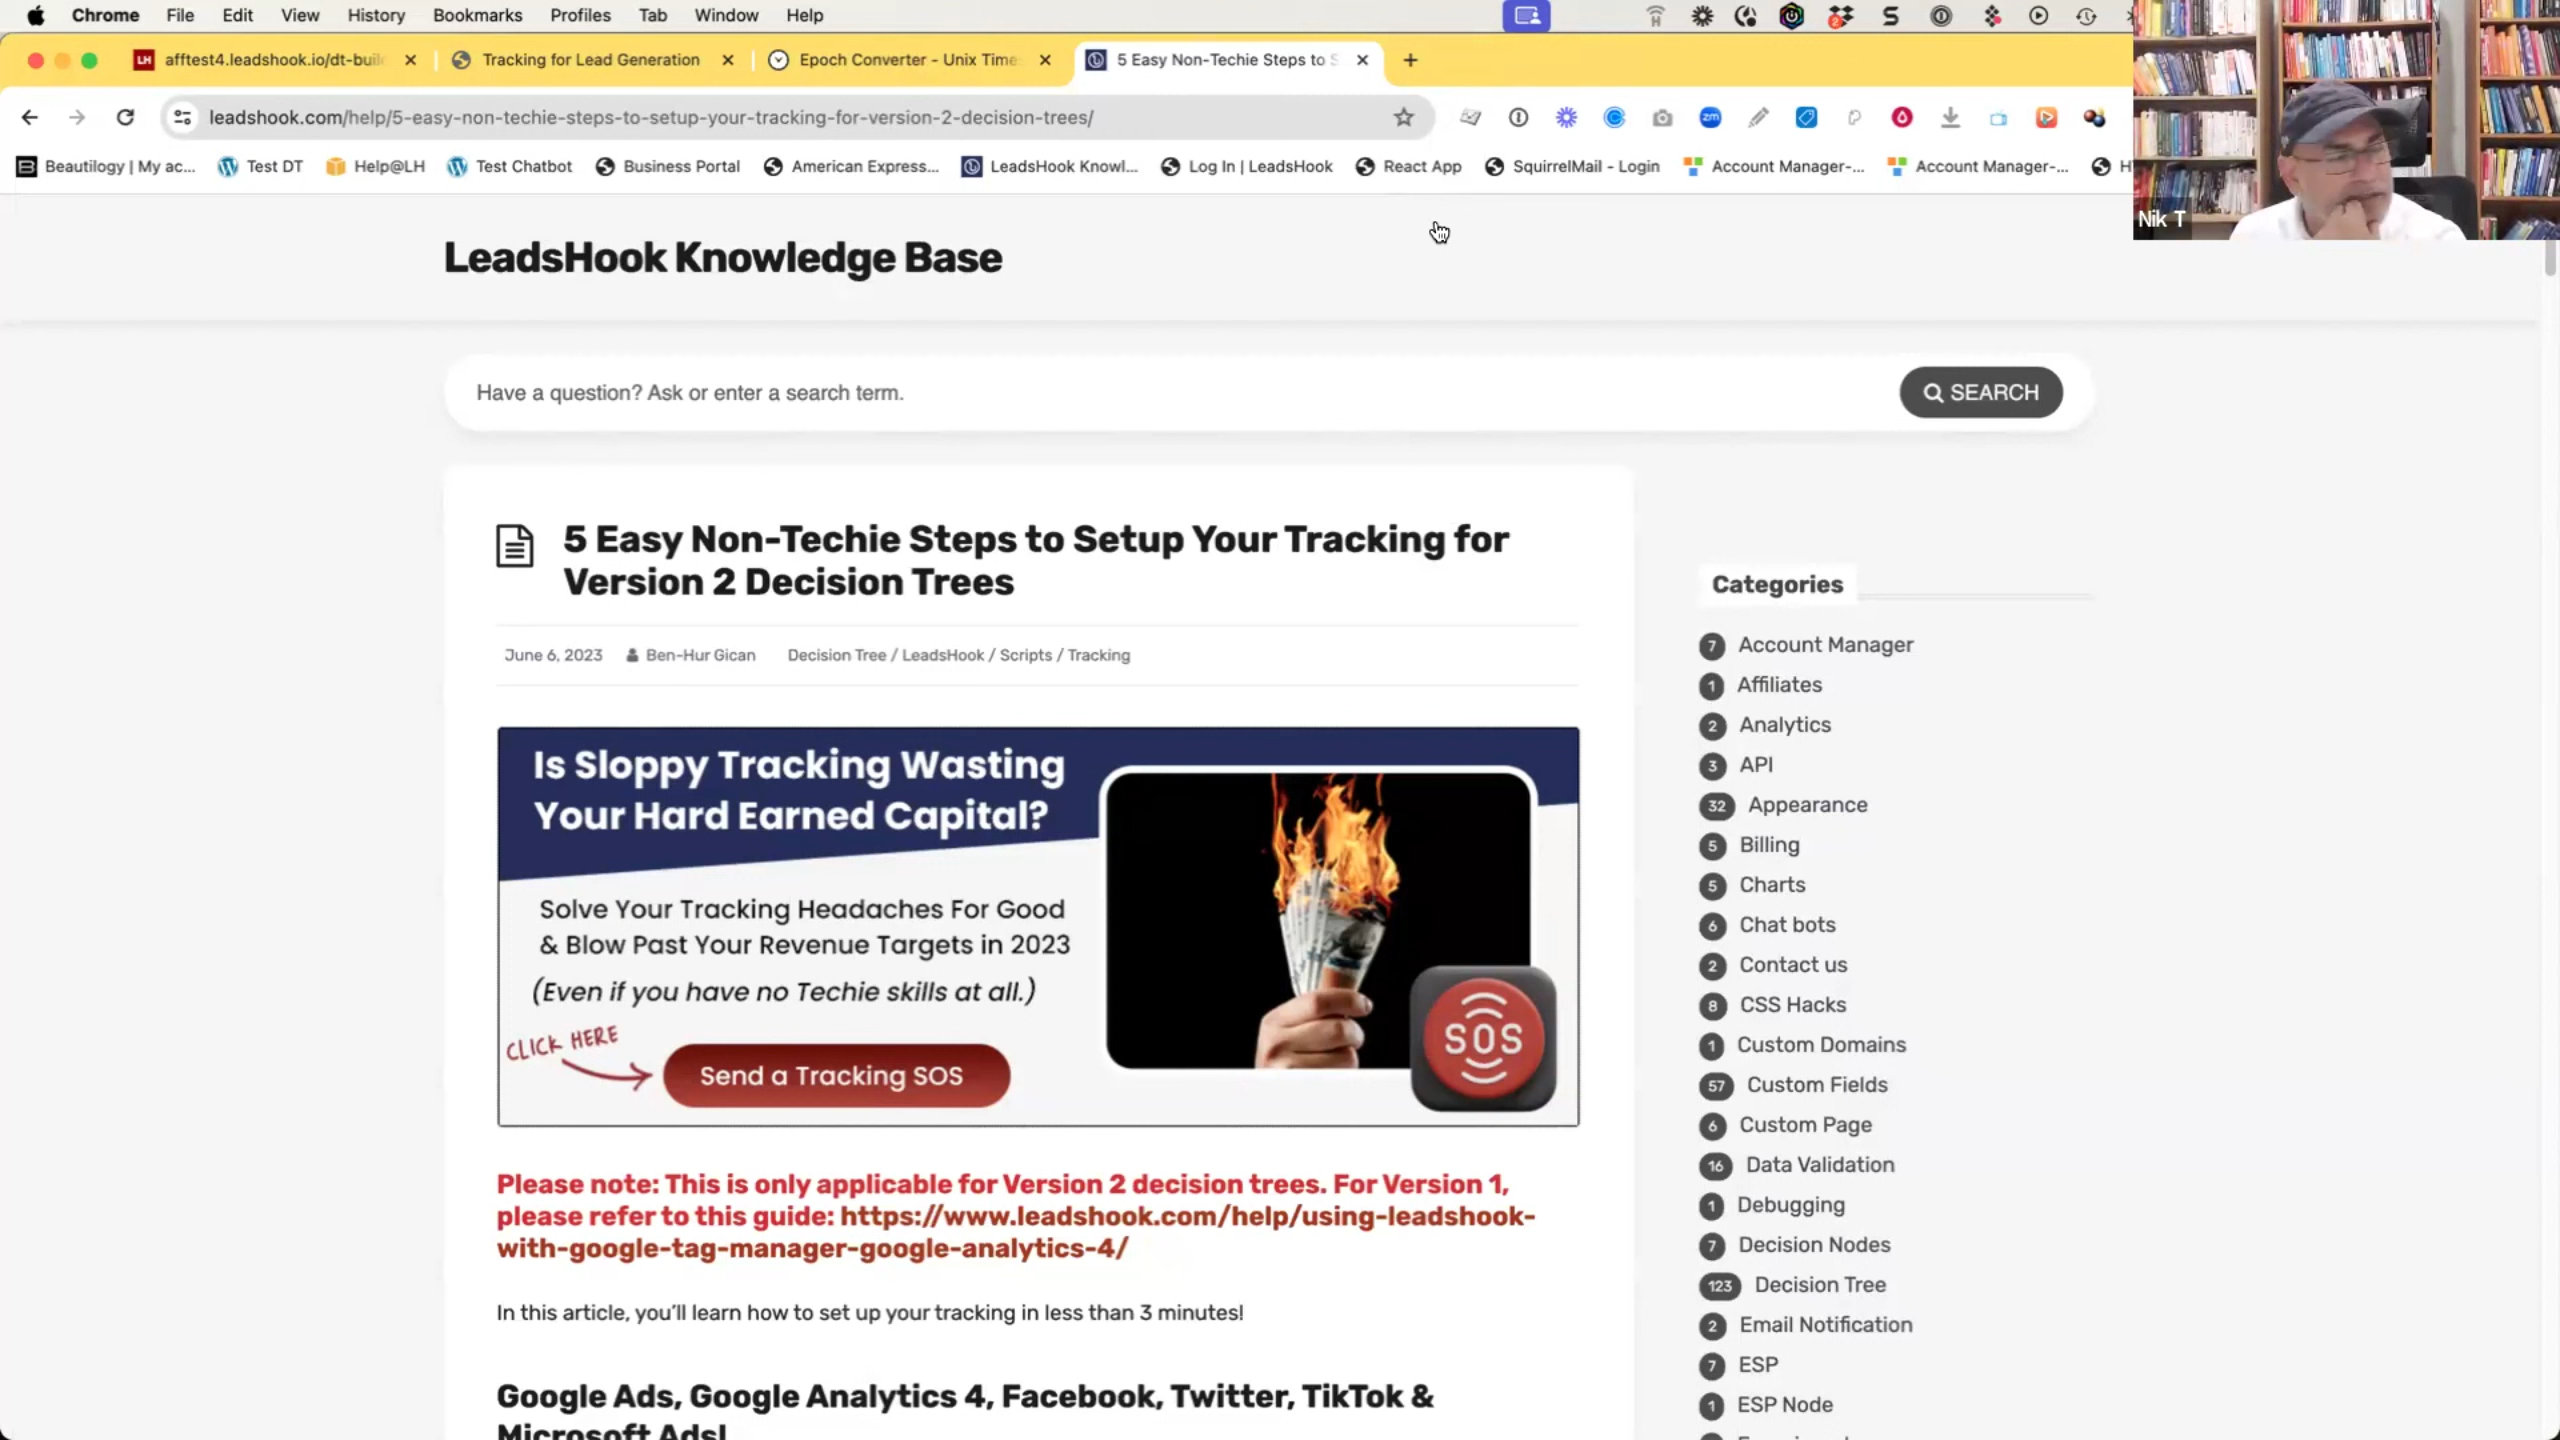 Chrome File Edit View History Bookmarks Profiles Tab Window Help
afftest4.leadshook.io/dt-buil
Tracking for Lead Generation
Epoch Converter - Unix Time
5 Easy Non-Techie Steps to S
leadshook.com/help/5-easy-non-techie-steps-to-setup-your-tracking-for-version-2-decision-trees/
Beautilogy | My ac... Test DT Help@LH Test Chatbot Business Portal American Express... LeadsHook Knowl... Log In | LeadsHook React App SquirrelMail - Login Account Manager-... Account Manager-...
Nik T
LeadsHook Knowledge Base
Have a question? Ask or enter a search term.
SEARCH
5 Easy Non-Techie Steps to Setup Your Tracking for
Version 2 Decision Trees
June 6, 2023 Ben-Hur Gican Decision Tree / LeadsHook / Scripts / Tracking
Is Sloppy Tracking Wasting
Your Hard Earned Capital?
Solve Your Tracking Headaches For Good
& Blow Past Your Revenue Targets in 2023
(Even if you have no Techie skills at all.)
CLICK HERE
Send a Tracking SOS
SOS
Please note: This is only applicable for Version 2 decision trees. For Version 1,
please refer to this guide: https://www.leadshook.com/help/using-leadshook-
with-google-tag-manager-google-analytics-4/
In this article, you'll learn how to set up your tracking in less than 3 minutes!
Google Ads, Google Analytics 4, Facebook, Twitter, TikTok &
Microsoft Ads!
Categories
7 Account Manager
1 Affiliates
2 Analytics
3 API
32 Appearance
5 Billing
5 Charts
6 Chat bots
2 Contact us
8 CSS Hacks
1 Custom Domains
57 Custom Fields
6 Custom Page
16 Data Validation
1 Debugging
7 Decision Nodes
123 Decision Tree
2 Email Notification
7 ESP
1 ESP Node